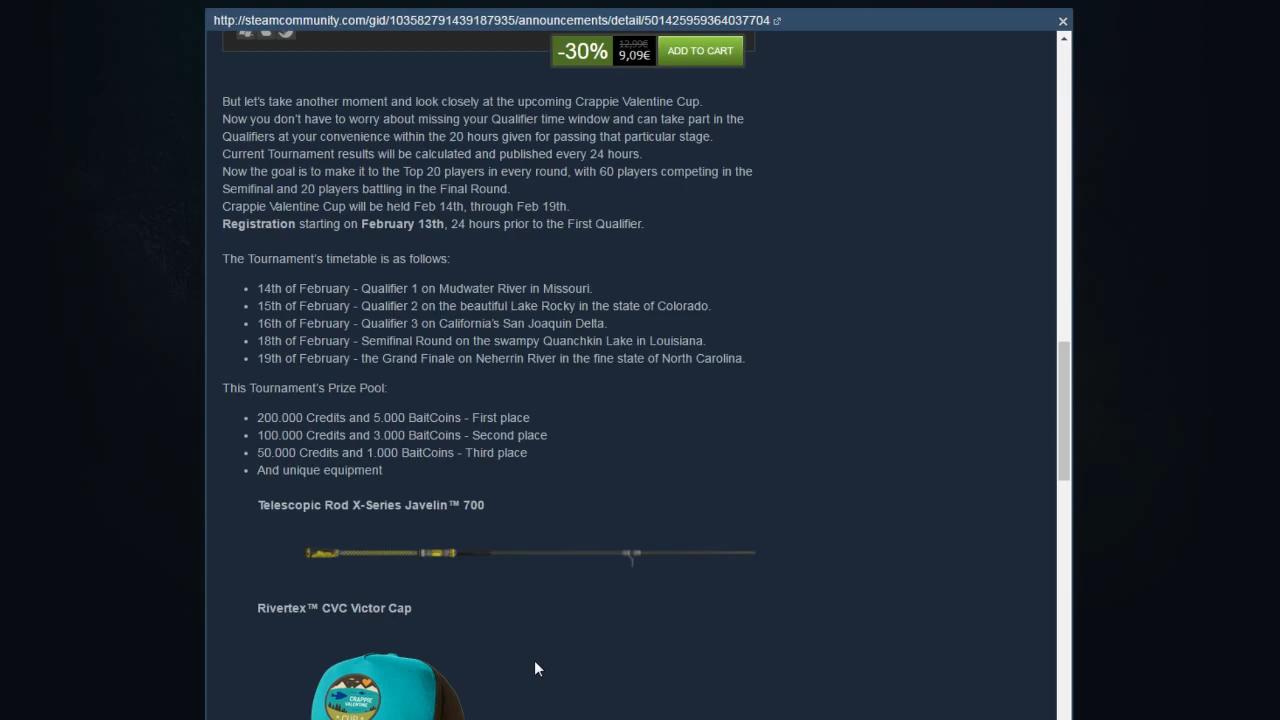 http://steamcommunity.com/gid/103582791439187935/announcements/detail/501425959364037704
-30%
12,99€
9,09€
ADD TO CART
But let's take another moment and look closely at the upcoming Crappie Valentine Cup.
Now you don't have to worry about missing your Qualifier time window and can take part in the
Qualifiers at your convenience within the 20 hours given for passing that particular stage.
Current Tournament results will be calculated and published every 24 hours.
Now the goal is to make it to the Top 20 players in every round, with 60 players competing in the
Semifinal and 20 players battling in the Final Round.
Crappie Valentine Cup will be held Feb 14th, through Feb 19th.
Registration starting on February 13th, 24 hours prior to the First Qualifier.
The Tournament's timetable is as follows:
• 14th of February - Qualifier 1 on Mudwater River in Missouri.
• 15th of February - Qualifier 2 on the beautiful Lake Rocky in the state of Colorado.
• 16th of February - Qualifier 3 on California's San Joaquin Delta.
• 18th of February - Semifinal Round on the swampy Quanchkin Lake in Louisiana.
• 19th of February - the Grand Finale on Neherrin River in the fine state of North Carolina.
This Tournament's Prize Pool:
• 200.000 Credits and 5.000 BaitCoins - First place
• 100.000 Credits and 3.000 BaitCoins - Second place
• 50.000 Credits and 1.000 BaitCoins - Third place
• And unique equipment
Telescopic Rod X-Series Javelin™ 700
Rivertex™ CVC Victor Cap
CRAPPIE
VALENTINE
CUP